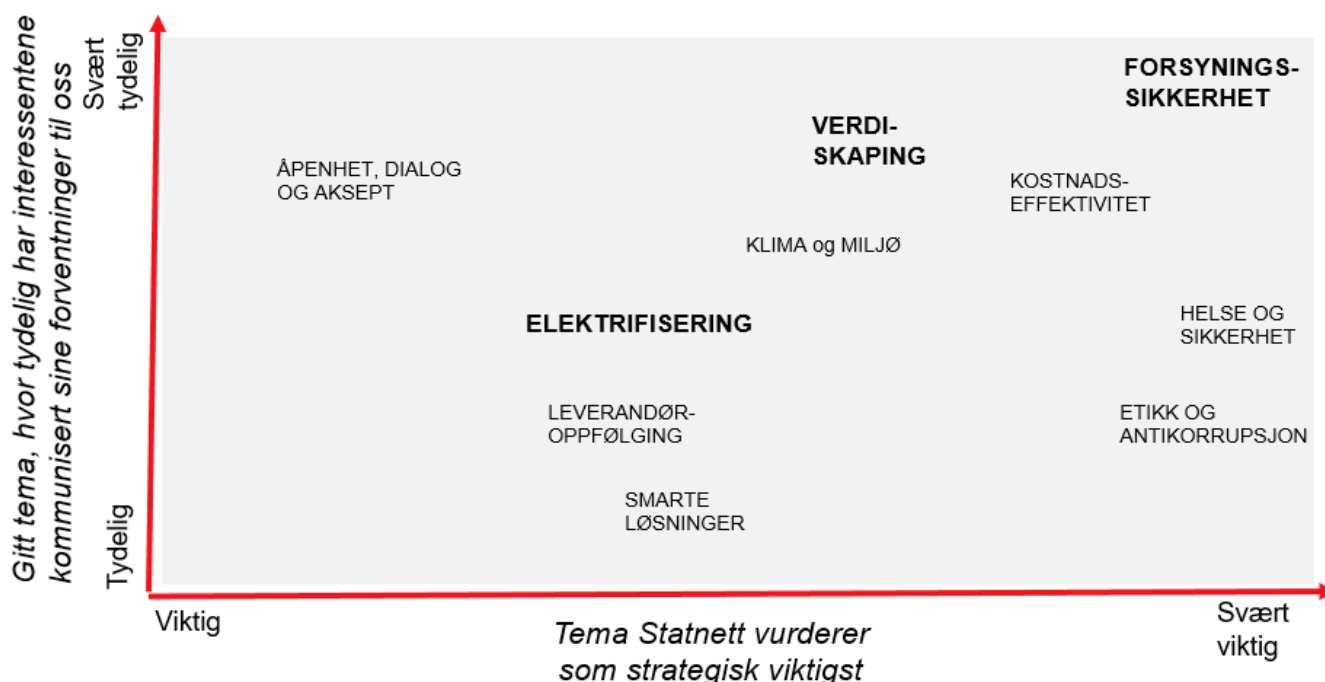 Gitt tema, hvor tydelig har interessentene
kommunisert sine forventninger til oss
Svært
tydelig
Tydelig
FORSYNINGS-
SIKKERHET
VERDI-
SKAPING
ÅPENHET, DIALOG
OG AKSEPT
KOSTNADS-
EFFEKTIVITET
KLIMA og MILJØ
ELEKTRIFISERING
HELSE OG
SIKKERHET
LEVERANDØR-
OPPFØLGING
ETIKK OG
ANTIKORRUPSJON
SMARTE
LØSNINGER
Viktig
Svært
viktig
Tema Statnett vurderer
som strategisk viktigst